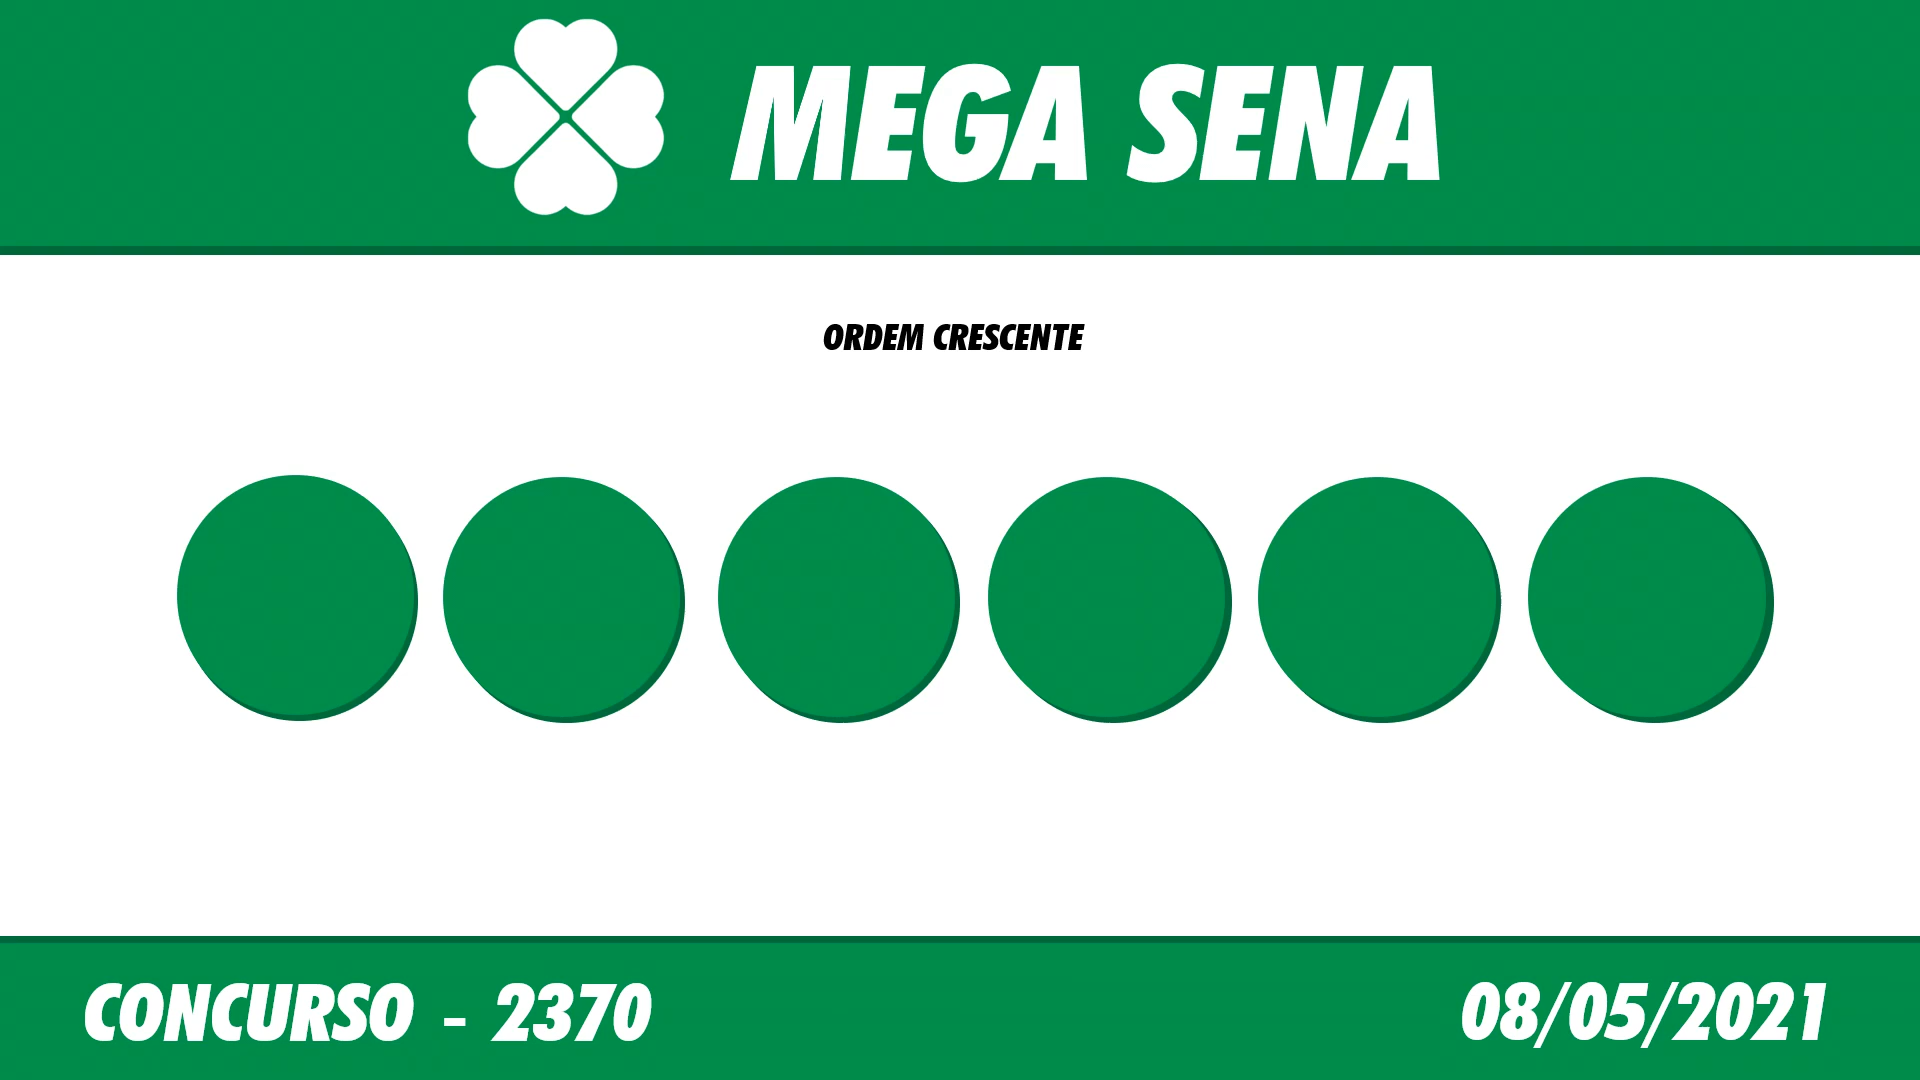 MEGA SENA
ORDEM CRESCENTE
CONCURSO - 2370
08/05/2021